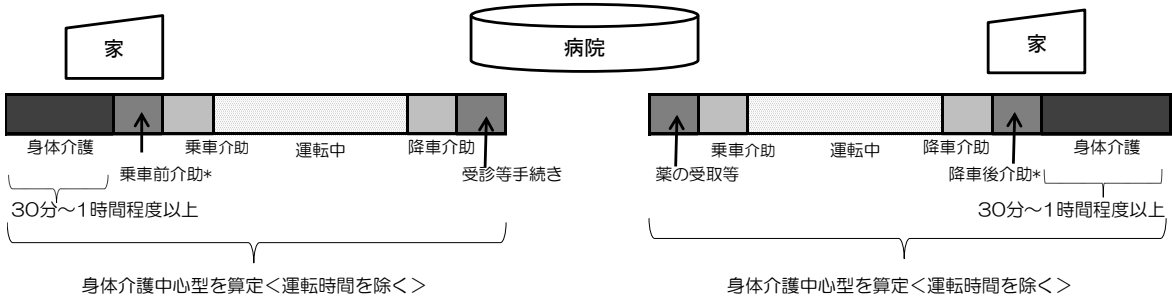 家
病院
家
身体介護
乗車前介助*
乗車介助
運転中
降車介助
受診等手続き
30分～1時間程度以上
身体介護中心型を算定＜運転時間を除く＞
薬の受取等
乗車介助
運転中
降車介助
降車後介助*
身体介護
30分～1時間程度以上
身体介護中心型を算定＜運転時間を除く＞